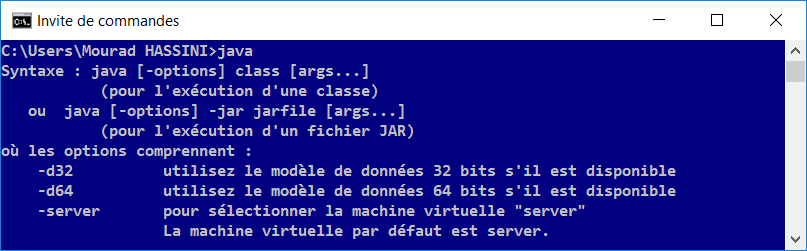 Invite de commandes
C:\Users\Mourad HASSINI>java
Syntaxe : java [-options] class [args...]
(pour l'exécution d'une classe)
ou  java [-options] -jar jarfile [args...]
(pour l'exécution d'un fichier JAR)
où les options comprennent :
-d32          utilisez le modèle de données 32 bits s'il est disponible
-d64          utilisez le modèle de données 64 bits s'il est disponible
-server       pour sélectionner la machine virtuelle "server"
La machine virtuelle par défaut est server.